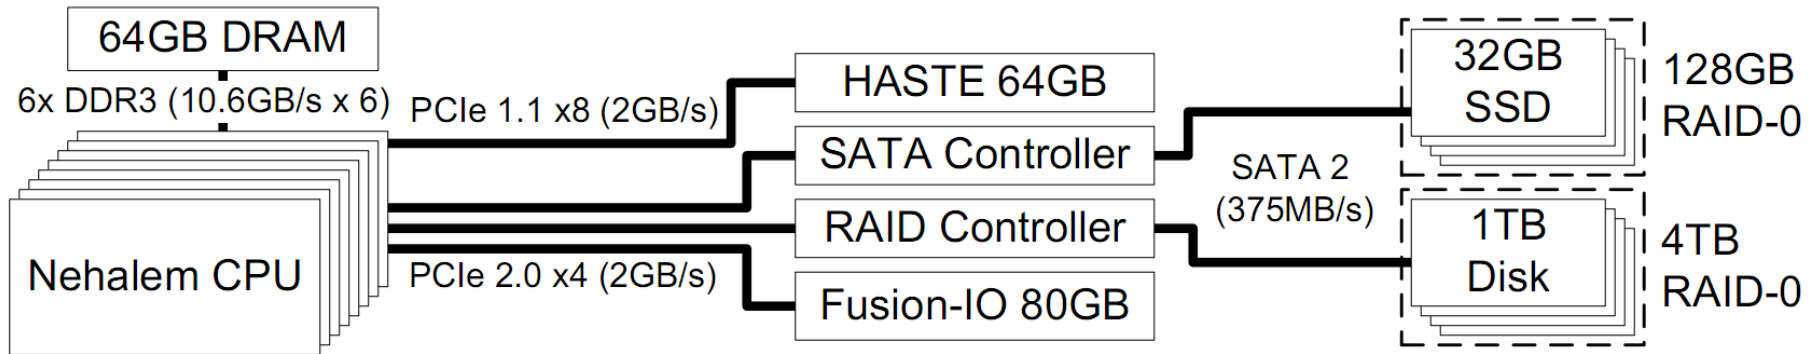 64GB DRAM
6x DDR3 (10.6GB/s x 6)
Nehalem CPU
PCIe 1.1 x8 (2GB/s)
PCIe 2.0 x4 (2GB/s)
HASTE 64GB
SATA Controller
RAID Controller
Fusion-IO 80GB
SATA 2
(375MB/s)
32GB
SSD
128GB
RAID-0
1TB
Disk
4TB
RAID-0